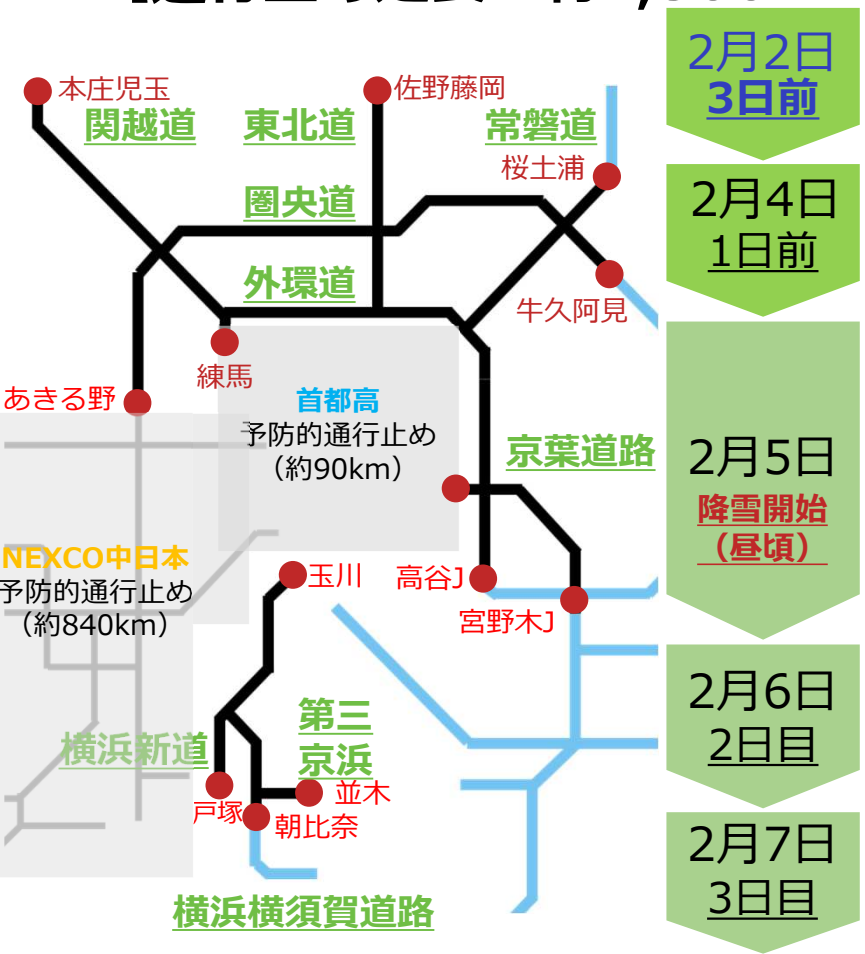 本庄児玉
佐野藤岡
関越道
東北道
常磐道
桜土浦
圏央道
外環道
牛久阿見
練馬
あきる野
首都高
予防的通行止め
（約90km）
京葉道路
NEXCO中日本
予防的通行止め
（約840km）
玉川
高谷J
宮野木J
第三
京浜
横浜新道
戸塚
並木
朝比奈
横浜横須賀道路
2月2日
3日前
2月4日
1日前
2月5日
降雪開始
（昼頃）
2月6日
2日目
2月7日
3日目